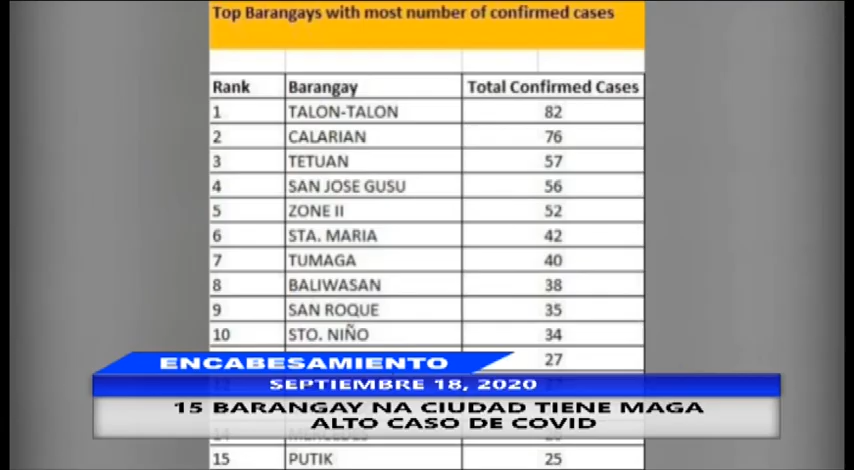 Top Barangays with most number of confirmed cases
Rank Barangay Total Confirmed Cases
1 TALON-TALON 82
2 CALARIAN 76
3 TETUAN 57
4 SAN JOSE GUSU 56
5 ZONE II 52
6 STA. MARIA 42
7 TUMAGA 40
8 BALIWASAN 38
9 SAN ROQUE 35
10 STO. NIÑO 34
27
ENCABESAMIENTO
SEPTIEMBRE 18, 2020
15 BARANGAY NA CIUDAD TIENE MAGA
ALTO CASO DE COVID
15 PUTIK 25